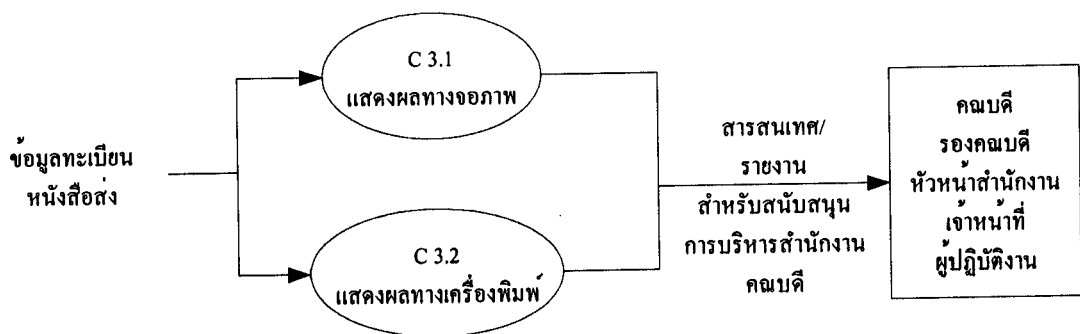 ข้อมูลทะเบียน
หนังสือส่ง
C 3.1
แสดงผลทางจอภาพ
C 3.2
แสดงผลทางเครื่องพิมพ์
สารสนเทศ/
รายงาน
สำหรับสนับสนุน
การบริหารสำนักงาน
คณบดี
คณบดี
รองคณบดี
หัวหน้าสำนักงาน
เจ้าหน้าที่
ผู้ปฏิบัติงาน